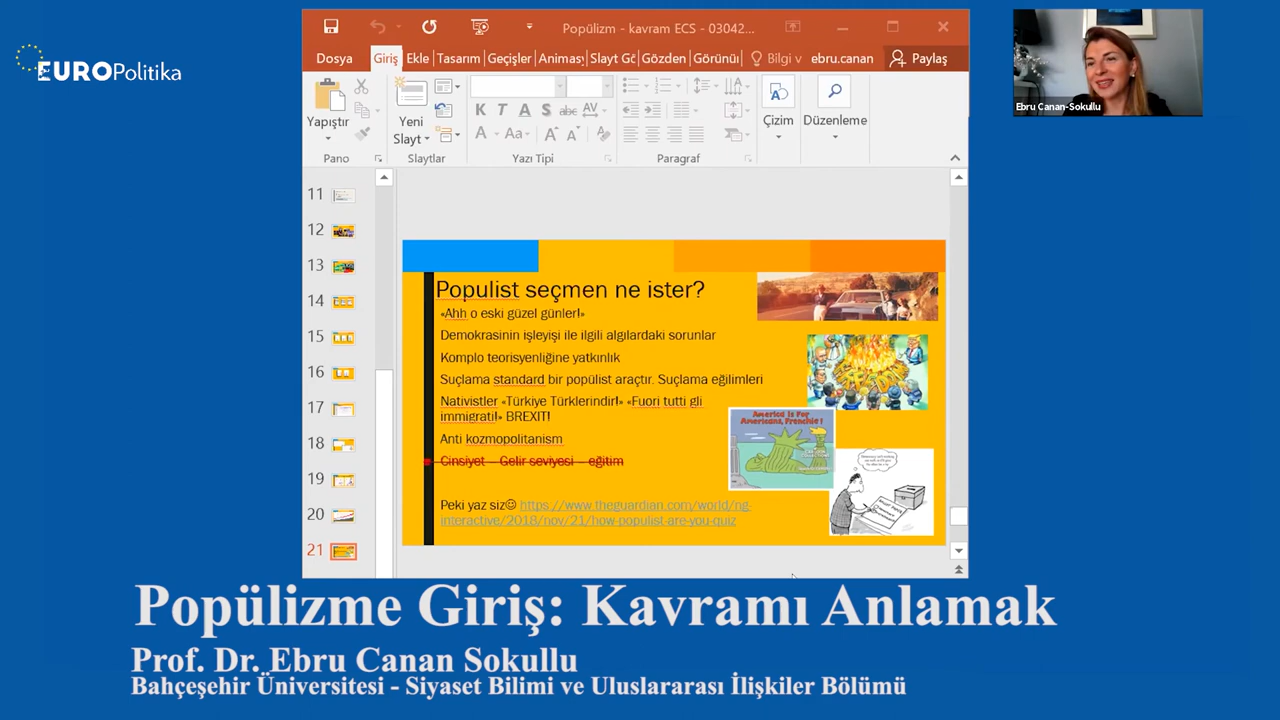 EUROPolitika
Popülizm - kavram ECS - 03042...
Dosya Giriş Ekle Tasarım Geçişler Animasy Slayt Gö Gözden Görünü Bilgi v ebru.canan Paylaş
Yapıştır
Yeni
Slayt
K T A S abc AV
A Aa A A
Çizim
Düzenleme
Pano Slaytlar Yazı Tipi Paragraf
11
12
13
14
15
16
17
18
19
20
21
Populist seçmen ne ister?
«Ahh o eski güzel günler!»
Demokrasinin işleyişi ile ilgili algılardaki sorunlar
Komplo teorisyenliğine yatkınlık
Suçlama standard bir popülist araçtır. Suçlama eğilimleri
Nativistler «Türkiye Türklerindir!» «Fuori tutti gli
immigrati!» BREXIT!
Anti kozmopolitanism
Cinsiyet – Gelir seviyesi – eğitim
Peki yaz siz☺ https://www.theguardian.com/world/ng-
interactive/2018/nov/21/how-populist-are-you-quiz
America is For
Americans, Frenchie!
Ebru Canan-Sokullu
Popülizme Giriş: Kavramı Anlamak
Prof. Dr. Ebru Canan Sokullu
Bahçeşehir Üniversitesi - Siyaset Bilimi ve Uluslararası İlişkiler Bölümü